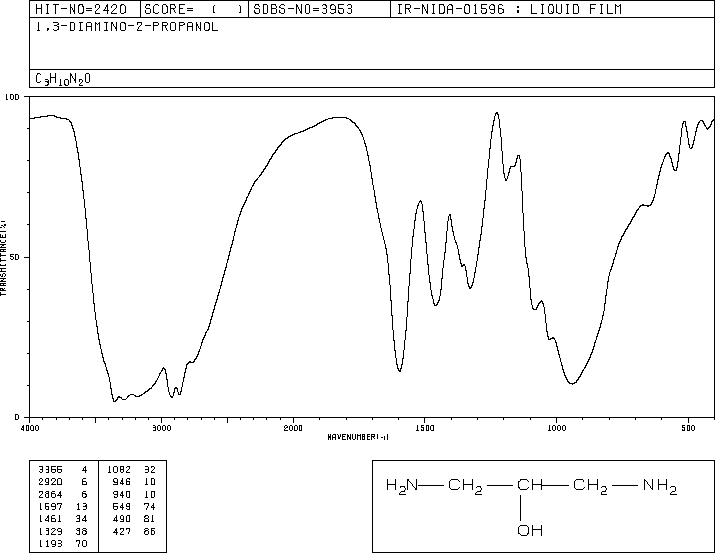 HIT-NO=2420 SCORE= ( ) SDBS-NO=3953 IR-NIDA-01596 : LIQUID FILM
1,3-DIAMINO-2-PROPANOL
C3H10N2O
100
50
0
TRANSMITTANCE(%)
4000 3000 2000 1500 1000 500
WAVENUMBER(-1)
3366 4 1082 32
2920 6 946 10
2864 6 940 10
1597 13 549 74
1461 34 490 81
1329 38 427 86
1193 70
H2N CH2 CH CH2 NH2
OH